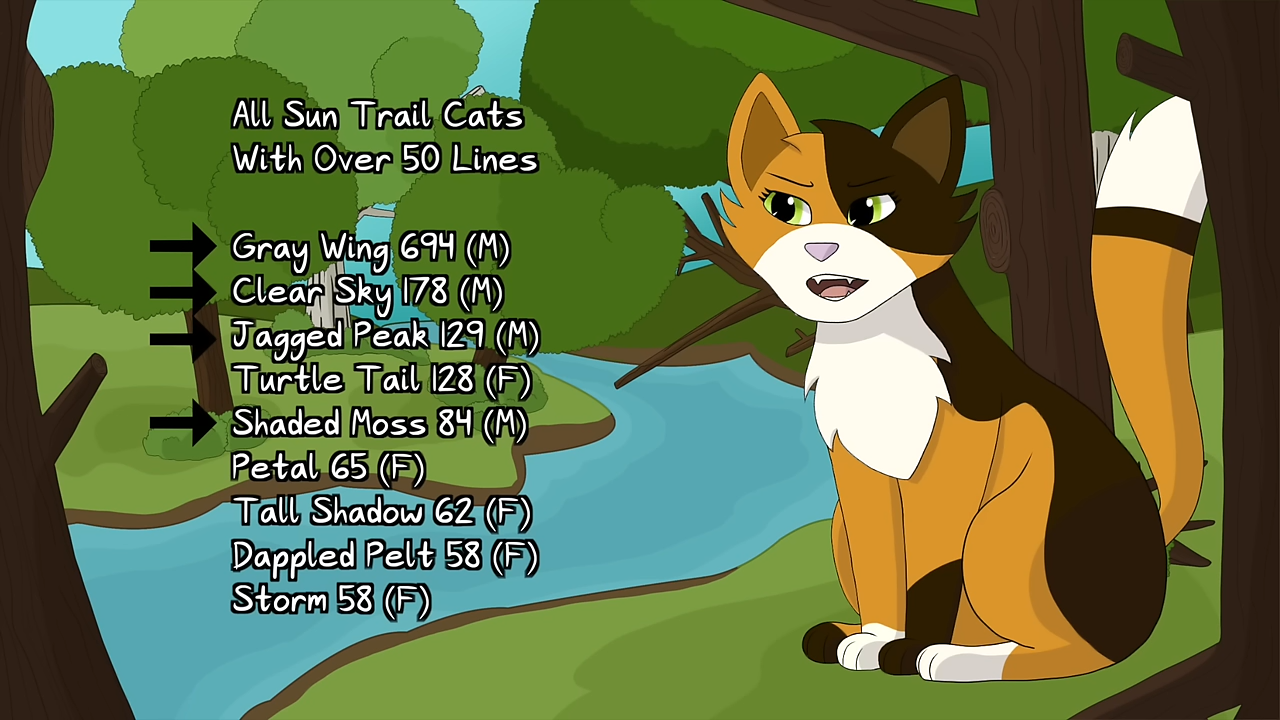 All Sun Trail Cats
With Over 50 Lines
Gray Wing 694 (M)
Clear Sky 178 (M)
Jagged Peak 129 (M)
Turtle Tail 128 (F)
Shaded Moss 84 (M)
Petal 65 (F)
Tall Shadow 62 (F)
Dappled Pelt 58 (F)
Storm 58 (F)